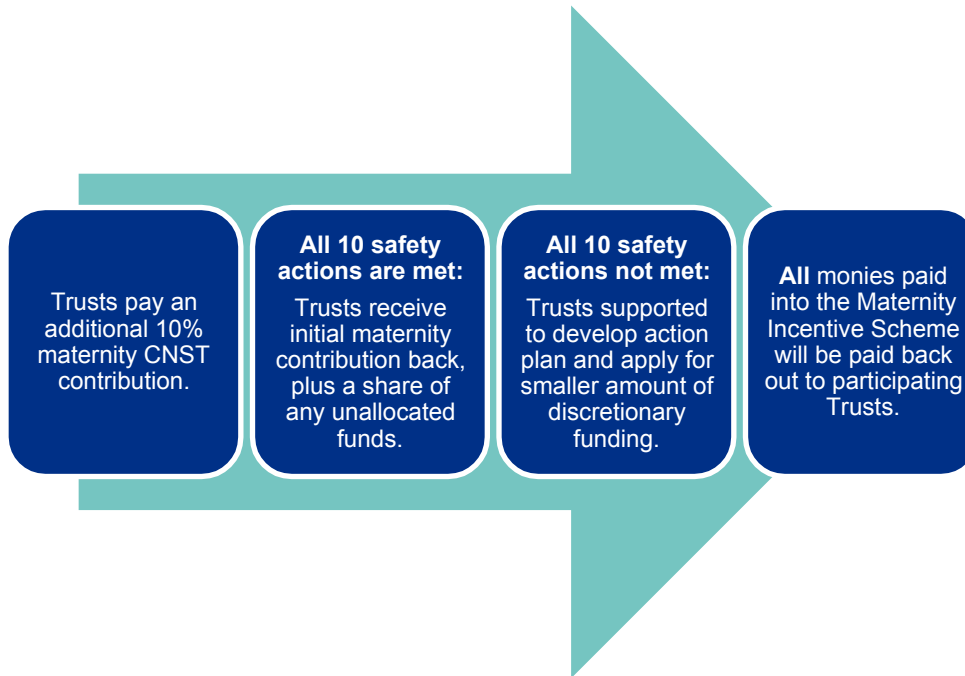 Trusts pay an
additional 10%
maternity CNST
contribution.
All 10 safety
actions are met:
Trusts receive
initial maternity
contribution back,
plus a share of
any unallocated
funds.
All 10 safety
actions not met:
Trusts supported
to develop action
plan and apply for
smaller amount of
discretionary
funding.
All monies paid
into the Maternity
Incentive Scheme
will be paid back
out to participating
Trusts.